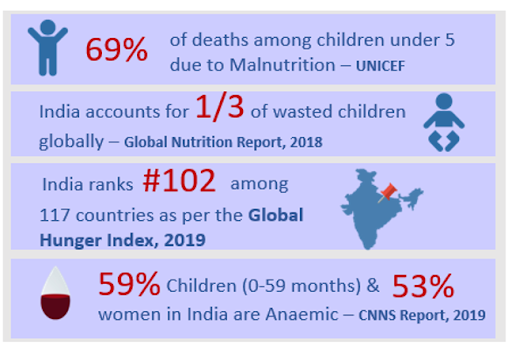 69% of deaths among children under 5
due to Malnutrition – UNICEF
India accounts for 1/3 of wasted children
globally – Global Nutrition Report, 2018
India ranks #102 among
117 countries as per the Global
Hunger Index, 2019
59% Children (0-59 months) & 53%
women in India are Anaemic – CNNS Report, 2019